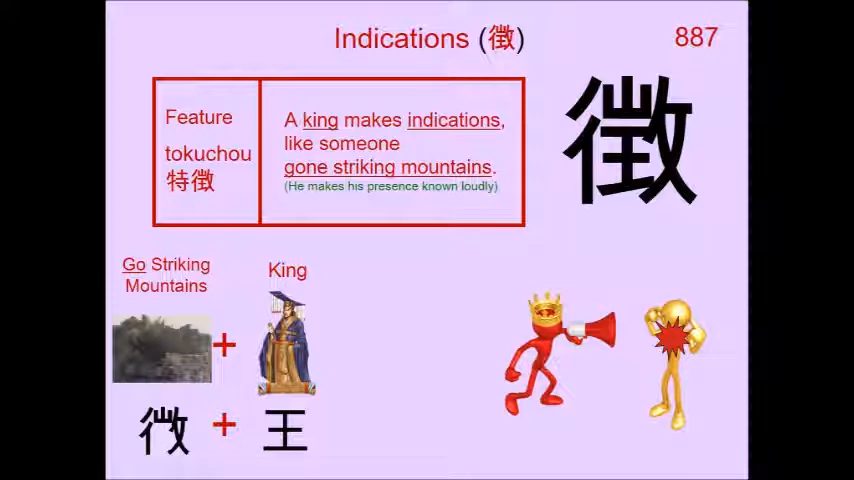 Indications (徴)
887
Feature
tokuchou
特徴
A king makes indications,
like someone
gone striking mountains.
(He makes his presence known loudly)
徴
Go Striking
Mountains
King
+
+
王